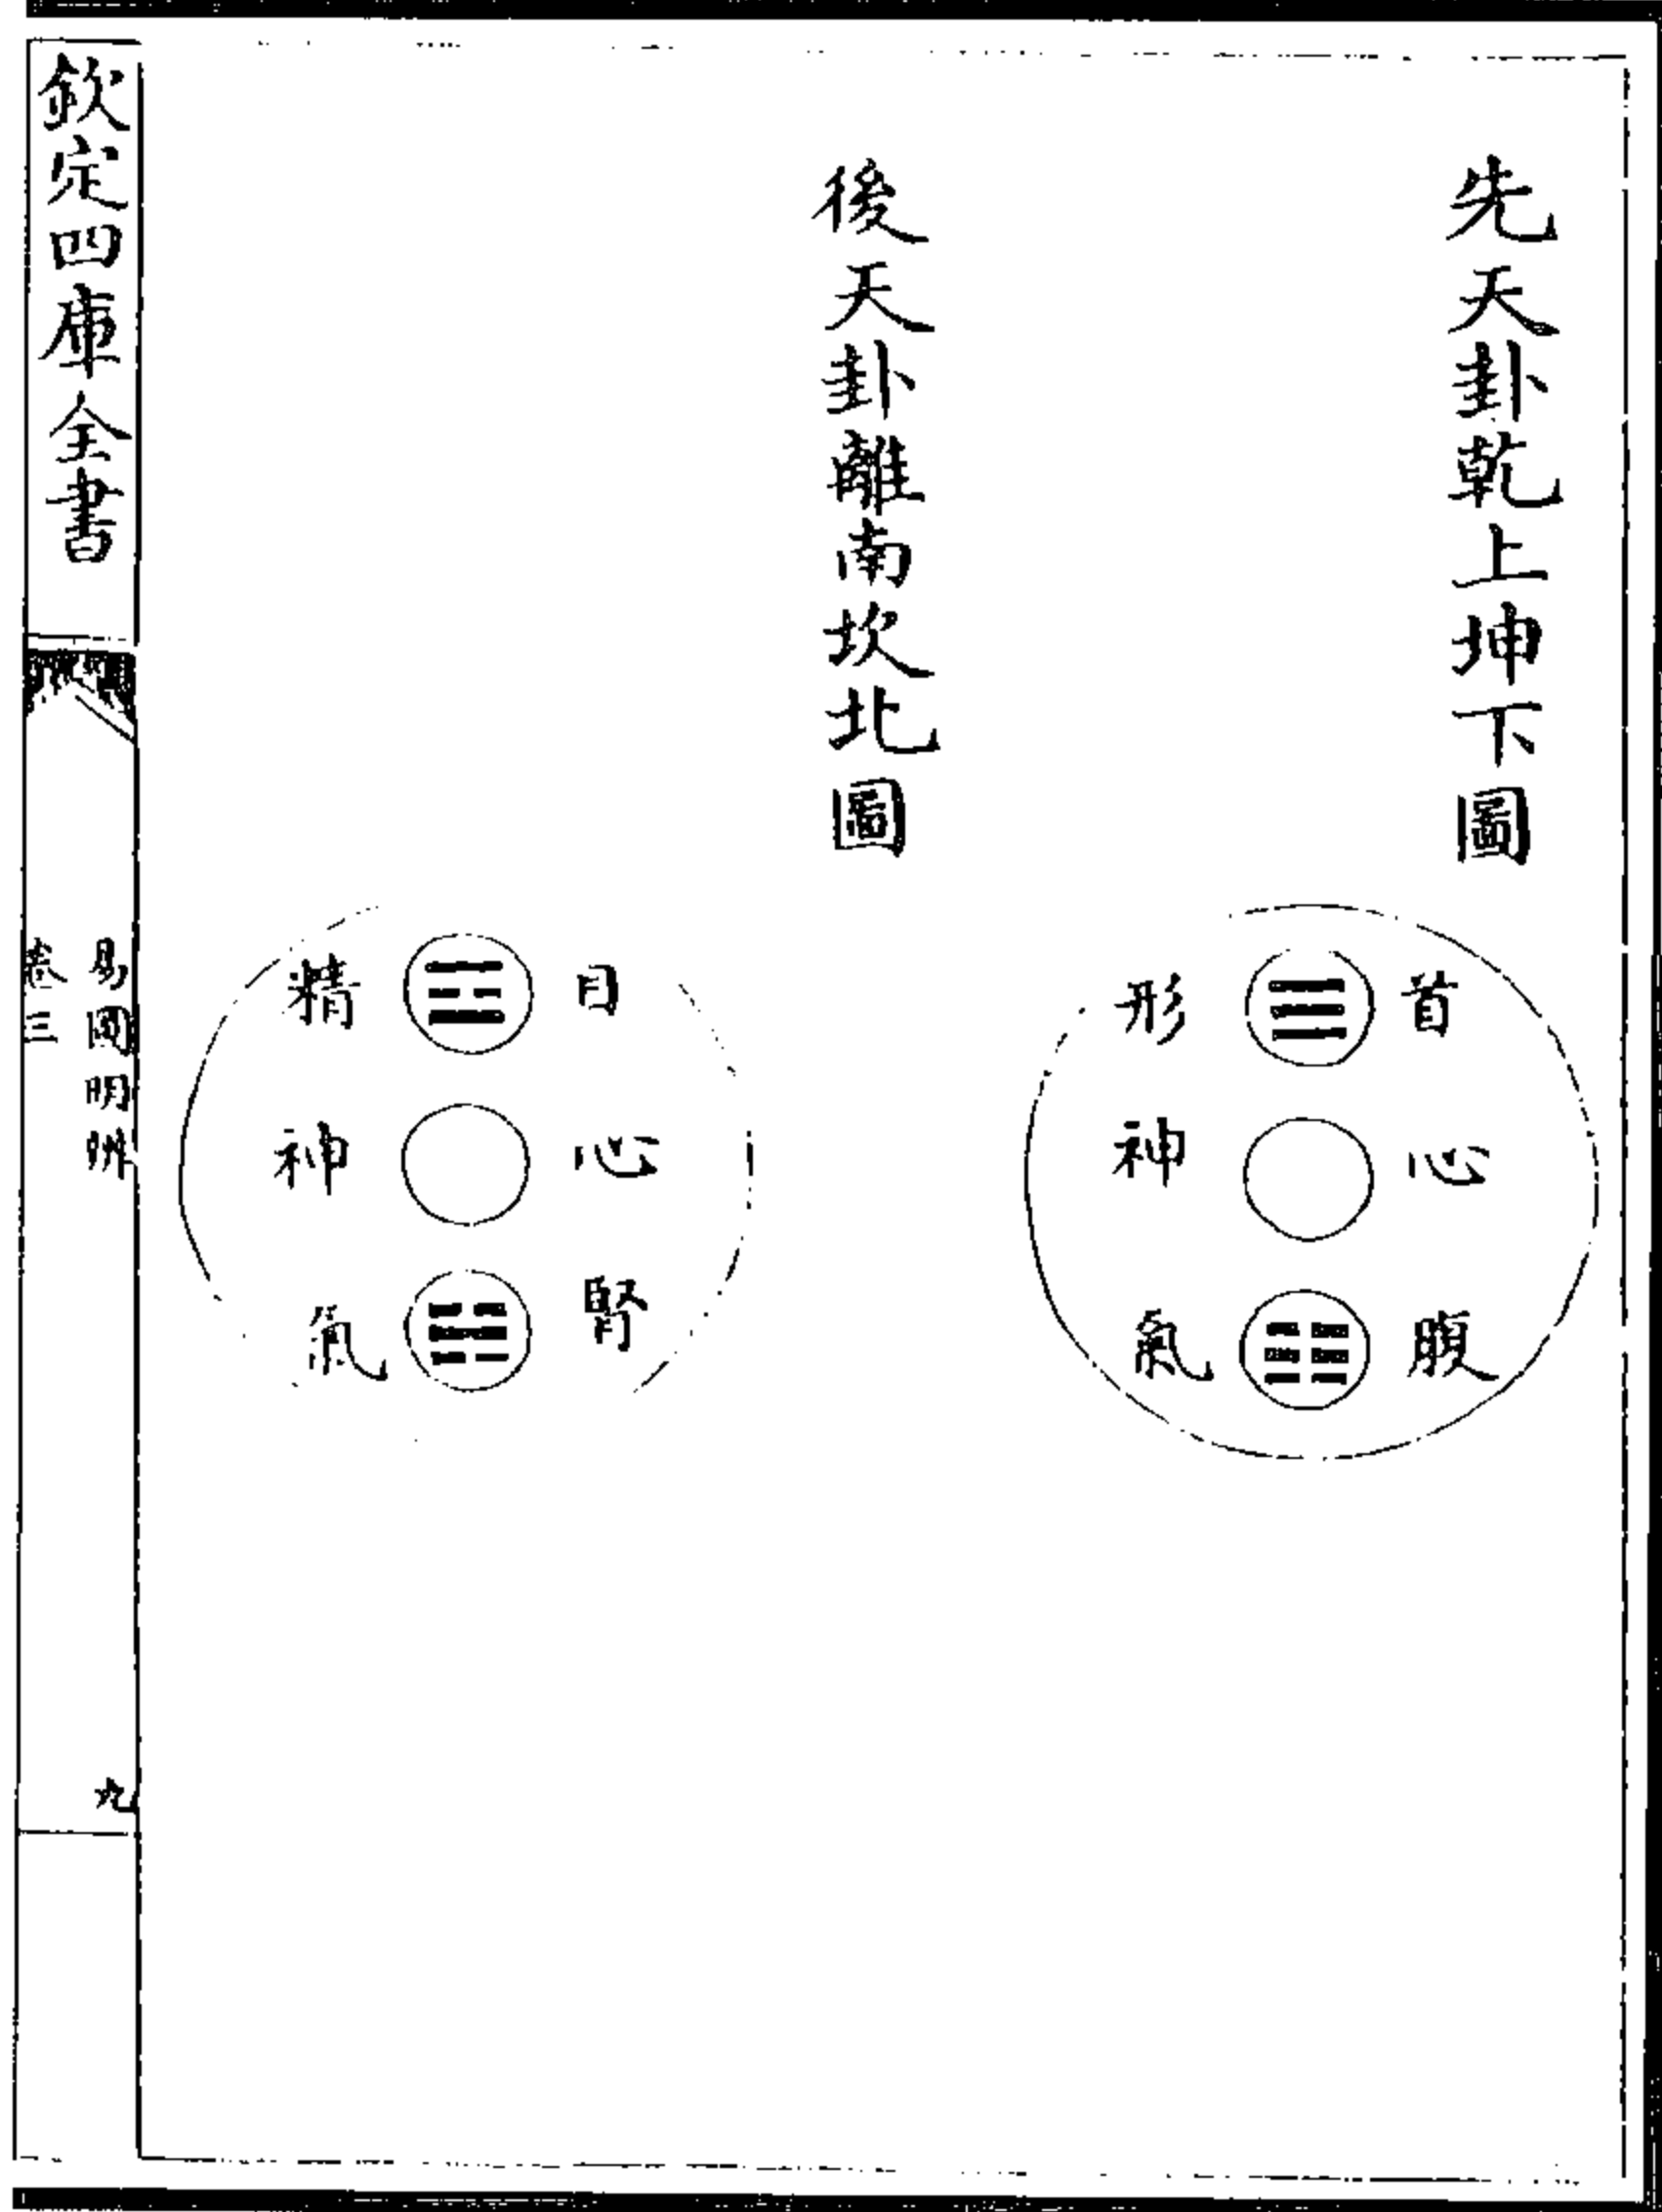 先天卦乾上坤下圖
首
形
心
神
腹
氣
後天卦離南坎北圖
目
精
心
神
腎
氣
欽定四庫全書
易圖明辨
卷三
九